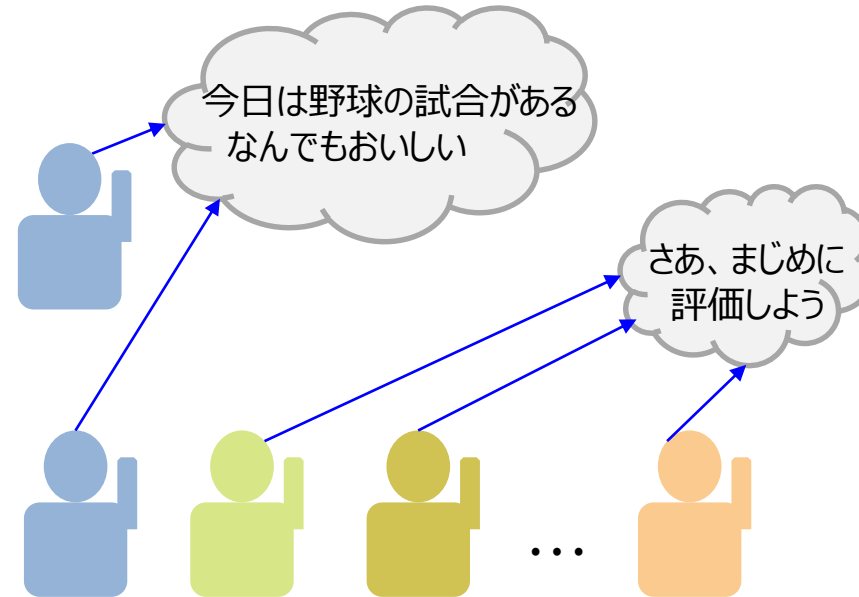 今日は野球の試合がある
なんでもおいしい
さあ、まじめに
評価しよう
...